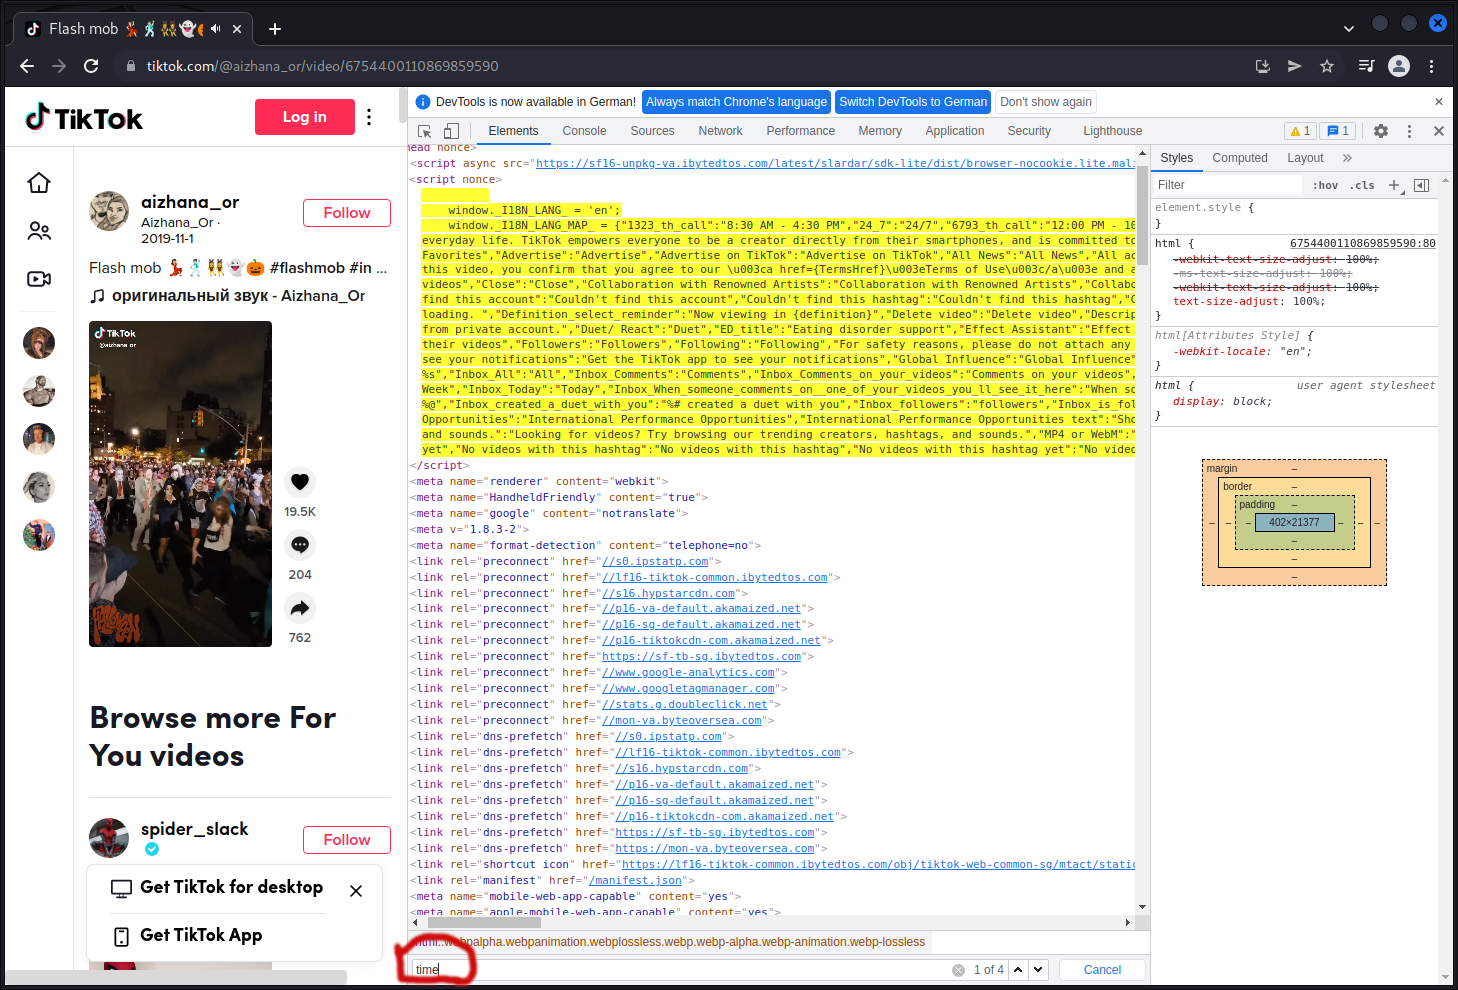 Flash mob
tiktok.com/@aizhana_or/video/6754400110869859590
TikTok
Log in
aizhana_or
Aizhana_Or ·
2019-11-1
Follow
Flash mob #flashmob #in ...
оригинальный звук - Aizhana_Or
TikTok
@aizhana_or
19.5K
204
762
Browse more For
You videos
spider_slack
Follow
Get TikTok for desktop
Get TikTok App
DevTools is now available in German!
Always match Chrome's language
Switch DevTools to German
Don't show again
Elements Console Sources Network Performance Memory Application Security Lighthouse
1 1
head nonce>
<script async src="https://sf16-unpkg-va.ibytedtos.com/latest/slardar/sdk-lite/dist/browser-nocookie.lite.mali
<script nonce>
window._I18N_LANG_ = 'en';
window._I18N_LANG_MAP_ = {"1323_th_call":"8:30 AM - 4:30 PM","24_7":"24/7","6793_th_call":"12:00 PM - 10
everyday life. TikTok empowers everyone to be a creator directly from their smartphones, and is committed to
Favorites","Advertise":"Advertise","Advertise on TikTok":"Advertise on TikTok","All News":"All News","All ac
this video, you confirm that you agree to our \u003ca href={TermsHref}\u003eTerms of Use\u003c/a\u003e and a
videos","Close":"Close","Collaboration with Renowned Artists":"Collaboration with Renowned Artists","Collabo
find this account":"Couldn't find this account","Couldn't find this hashtag":"Couldn't find this hashtag","C
loading. ","Definition_select_reminder":"Now viewing in {definition}","Delete video":"Delete video","Descrip
from private account.","Duet/ React":"Duet","ED_title":"Eating disorder support","Effect Assistant":"Effect
their videos","Followers":"Followers","Following":"Following","For safety reasons, please do not attach any
see your notifications":"Get the TikTok app to see your notifications","Global Influence":"Global Influence"
%s","Inbox_All":"All","Inbox_Comments":"Comments","Inbox_Comments_on_your_videos":"Comments on your videos",
Week","Inbox_Today":"Today","Inbox_When_someone_comments_on__one_of_your_videos_you_ll_see_it_here":"When so
%@","Inbox_created_a_duet_with_you":"%# created a duet with you","Inbox_followers":"followers","Inbox_is_fol
Opportunities":"International Performance Opportunities","International Performance Opportunities text":"Sho
and sounds.":"Looking for videos? Try browsing our trending creators, hashtags, and sounds.","MP4 or WebM":"
yet","No videos with this hashtag":"No videos with this hashtag","No videos with this hashtag yet":"No video
</script>
<meta name="renderer" content="webkit">
<meta name="HandheldFriendly" content="true">
<meta name="google" content="notranslate">
<meta v="1.8.3-2">
<meta name="format-detection" content="telephone=no">
<link rel="preconnect" href="//s0.ipstatp.com">
<link rel="preconnect" href="//lf16-tiktok-common.ibytedtos.com">
<link rel="preconnect" href="//s16.hypstarcdn.com">
<link rel="preconnect" href="//p16-va-default.akamaized.net">
<link rel="preconnect" href="//p16-sg-default.akamaized.net">
<link rel="preconnect" href="//p16-tiktokcdn-com.akamaized.net">
<link rel="preconnect" href="https://sf-tb-sg.ibytedtos.com">
<link rel="preconnect" href="//www.google-analytics.com">
<link rel="preconnect" href="//www.googletagmanager.com">
<link rel="preconnect" href="//stats.g.doubleclick.net">
<link rel="preconnect" href="//mon-va.byteoversea.com">
<link rel="dns-prefetch" href="//s0.ipstatp.com">
<link rel="dns-prefetch" href="//lf16-tiktok-common.ibytedtos.com">
<link rel="dns-prefetch" href="//s16.hypstarcdn.com">
<link rel="dns-prefetch" href="//p16-va-default.akamaized.net">
<link rel="dns-prefetch" href="//p16-sg-default.akamaized.net">
<link rel="dns-prefetch" href="//p16-tiktokcdn-com.akamaized.net">
<link rel="dns-prefetch" href="https://sf-tb-sg.ibytedtos.com">
<link rel="dns-prefetch" href="https://mon-va.byteoversea.com">
<link rel="shortcut icon" href="https://lf16-tiktok-common.ibytedtos.com/obj/tiktok-web-common-sg/mtact/static
<link rel="manifest" href="/manifest.json">
<meta name="mobile-web-app-capable" content="yes">
<meta name="apple-mobile-web-app-capable" content="yes">
html..webpalpha.webpanimation.webplossless.webp.webp-alpha.webp-animation.webp-lossless
time
1 of 4
Cancel
Styles Computed Layout
Filter
:hov .cls
element.style {
}
html {
6754400110869859590:80
-webkit-text-size-adjust: 100%;
-ms-text-size-adjust: 100%;
-webkit-text-size-adjust: 100%;
text-size-adjust: 100%;
}
html[Attributes Style] {
-webkit-locale: "en";
}
html {
user agent stylesheet
display: block;
}
margin –
border –
padding –
– – – 402×21377 – – –
–
–
–